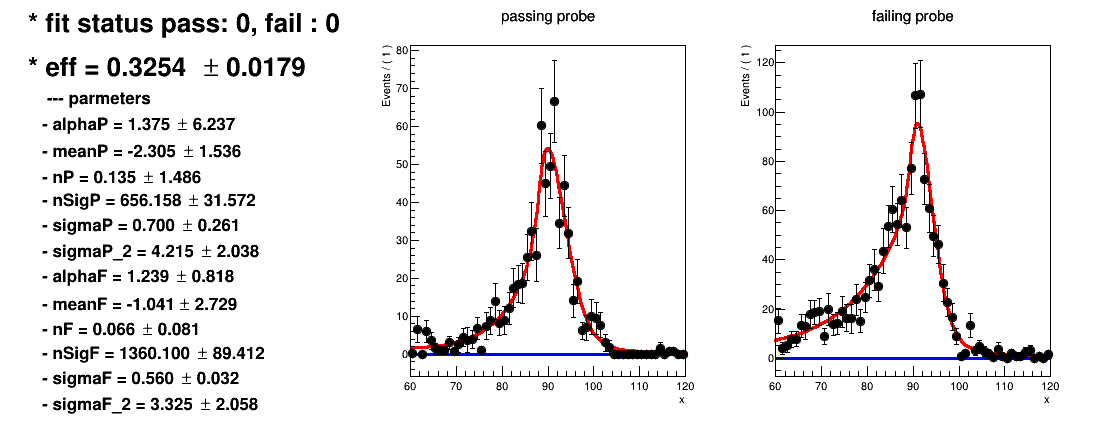 * fit status pass: 0, fail : 0
* eff = 0.3254 ± 0.0179
--- parmeters
- alphaP = 1.375 ± 6.237
- meanP = -2.305 ± 1.536
- nP = 0.135 ± 1.486
- nSigP = 656.158 ± 31.572
- sigmaP = 0.700 ± 0.261
- sigmaP_2 = 4.215 ± 2.038
- alphaF = 1.239 ± 0.818
- meanF = -1.041 ± 2.729
- nF = 0.066 ± 0.081
- nSigF = 1360.100 ± 89.412
- sigmaF = 0.560 ± 0.032
- sigmaF_2 = 3.325 ± 2.058
passing probe
Events / ( 1 )
80
70
60
50
40
30
20
10
0
60 70 80 90 100 110 120
x
failing probe
Events / ( 1 )
120
100
80
60
40
20
0
60 70 80 90 100 110 120
x